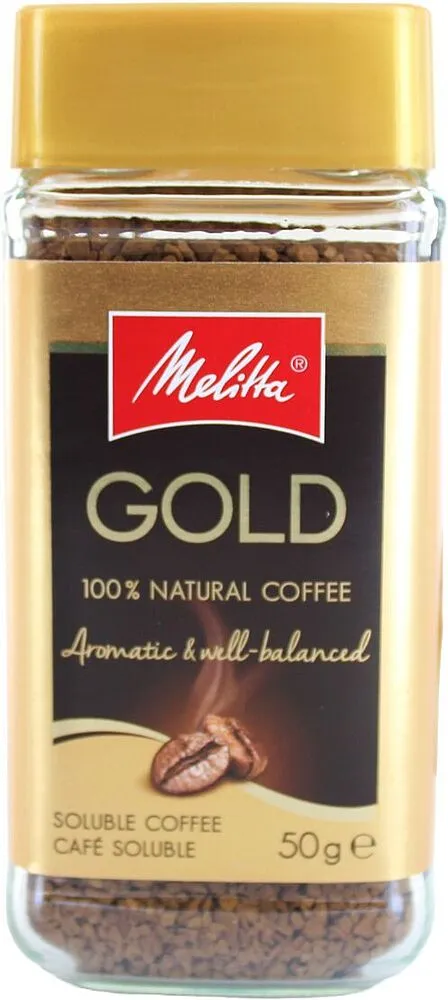 Melitta®
GOLD
100% NATURAL COFFEE
Aromatic & well-balanced
SOLUBLE COFFEE
CAFÉ SOLUBLE
50g ℮